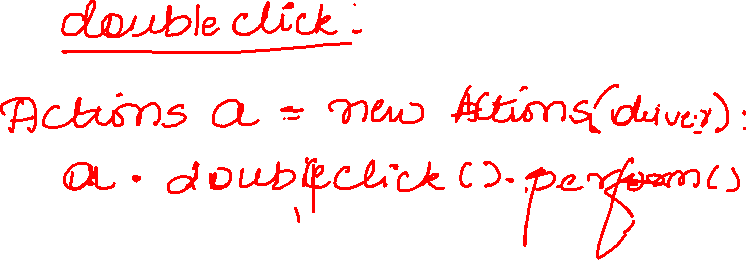 double click :
Actions a = new Actions(driver):
a.doubleclick().perform()